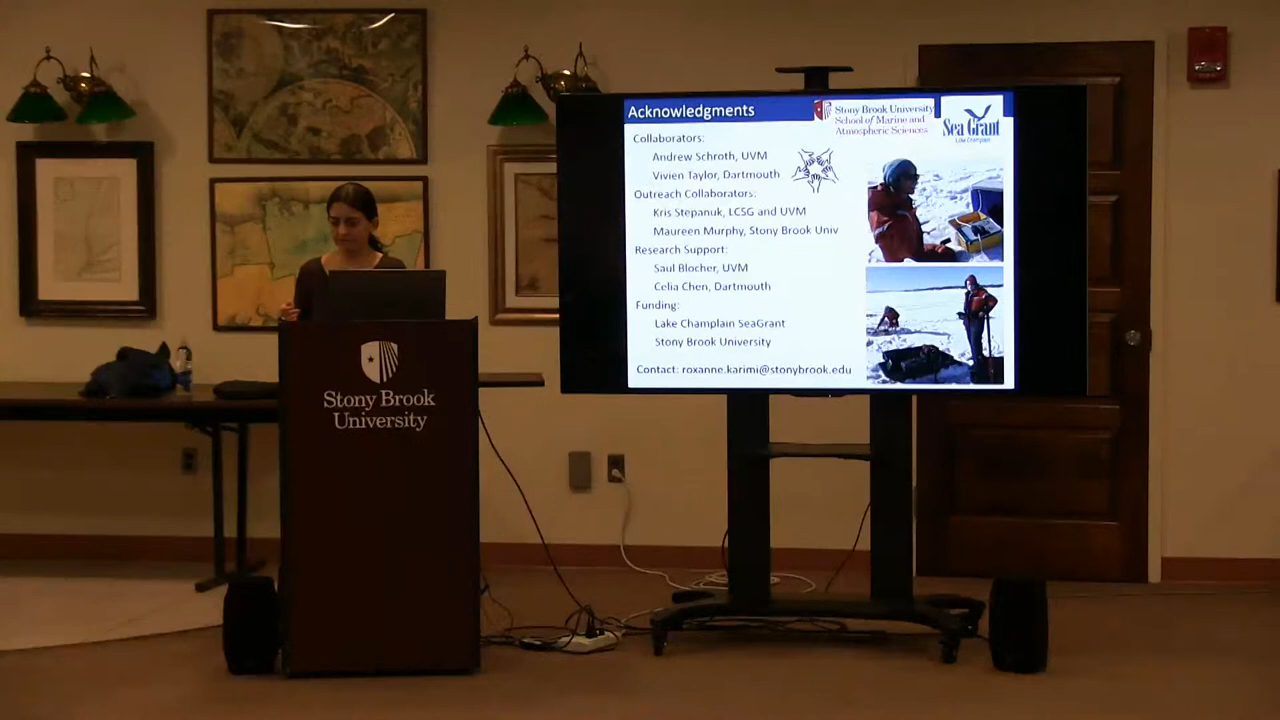 Acknowledgments
Stony Brook University
School of Marine and
Atmospheric Sciences
Sea Grant
Lake Champlain
Collaborators:
Andrew Schroth, UVM
Vivien Taylor, Dartmouth
Outreach Collaborators:
Kris Stepanuk, LCSG and UVM
Maureen Murphy, Stony Brook Univ
Research Support:
Saul Blocher, UVM
Celia Chen, Dartmouth
Funding:
Lake Champlain SeaGrant
Stony Brook University
Contact: roxanne.karimi@stonybrook.edu
Stony Brook
University